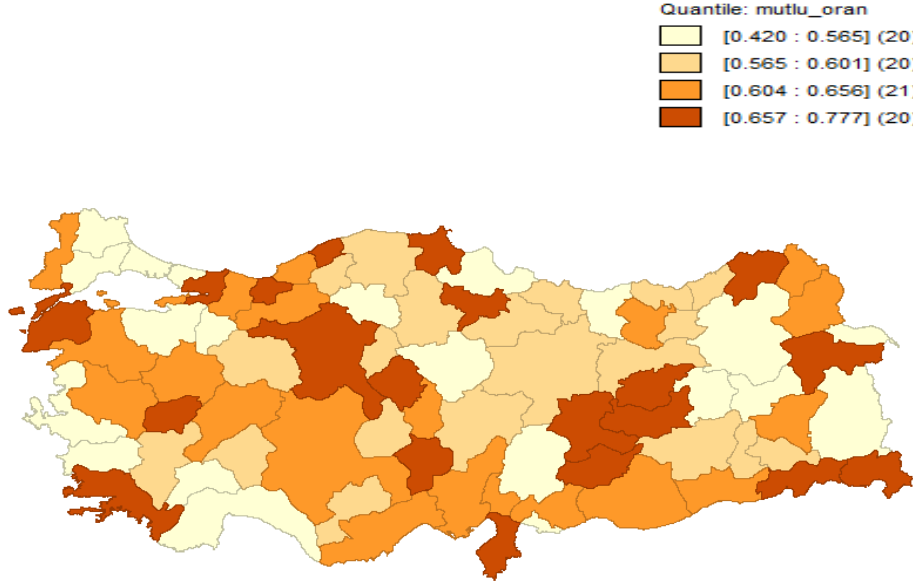 Quantile: mutlu_oran
[0.420 : 0.565] (20)
[0.565 : 0.601] (20)
[0.604 : 0.656] (21)
[0.657 : 0.777] (20)